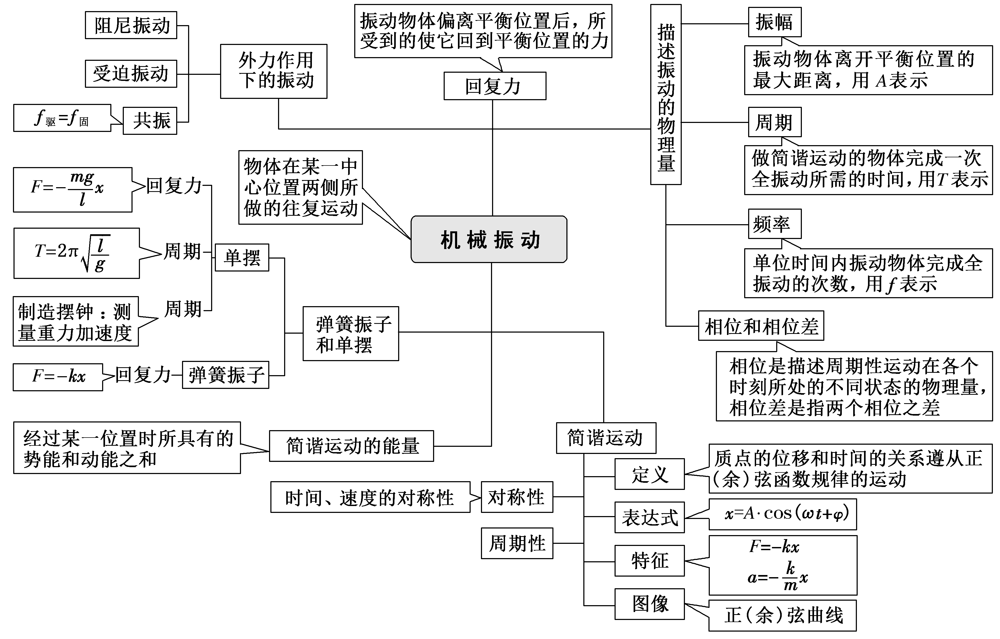 阻尼振动
受迫振动
共振
f驱=f固
外力作用
下的振动
振动物体偏离平衡位置后，所
受到的使它回到平衡位置的力
回复力
描述振动的物理量
振幅
振动物体离开平衡位置的
最大距离，用 A表示
周期
做简谐运动的物体完成一次
全振动所需的时间，用T 表示
频率
单位时间内振动物体完成全
振动的次数，用 f 表示
相位和相位差
相位是描述周期性运动在各个
时刻所处的不同状态的物理量，
相位差是指两个相位之差
物体在某一中
心位置两侧所
做的往复运动
机械振动
F=-mg/l x
回复力
T=2π√(l/g)
周期
单摆
制造摆钟：测
量重力加速度
周期
弹簧振子
和单摆
F=-kx
回复力
弹簧振子
经过某一位置时所具有的
势能和动能之和
简谐运动的能量
简谐运动
定义
质点的位移和时间的关系遵从正
(余)弦函数规律的运动
时间、速度的对称性
对称性
表达式
x=A·cos(ωt+φ)
周期性
特征
F=-kx
a=-k/m x
图像
正(余)弦曲线